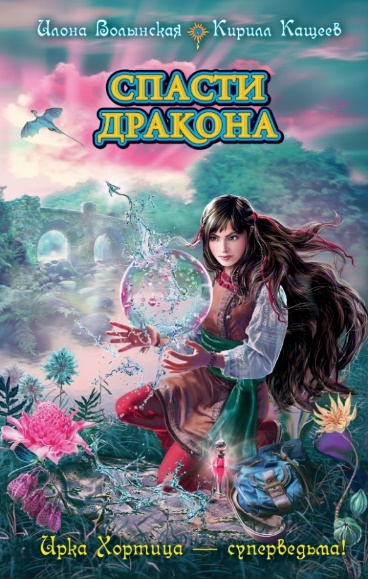 Илона Волынская Кирилл Кащеев
СПАСТИ
ДРАКОНА
Ирка Хортица — суперведьма!